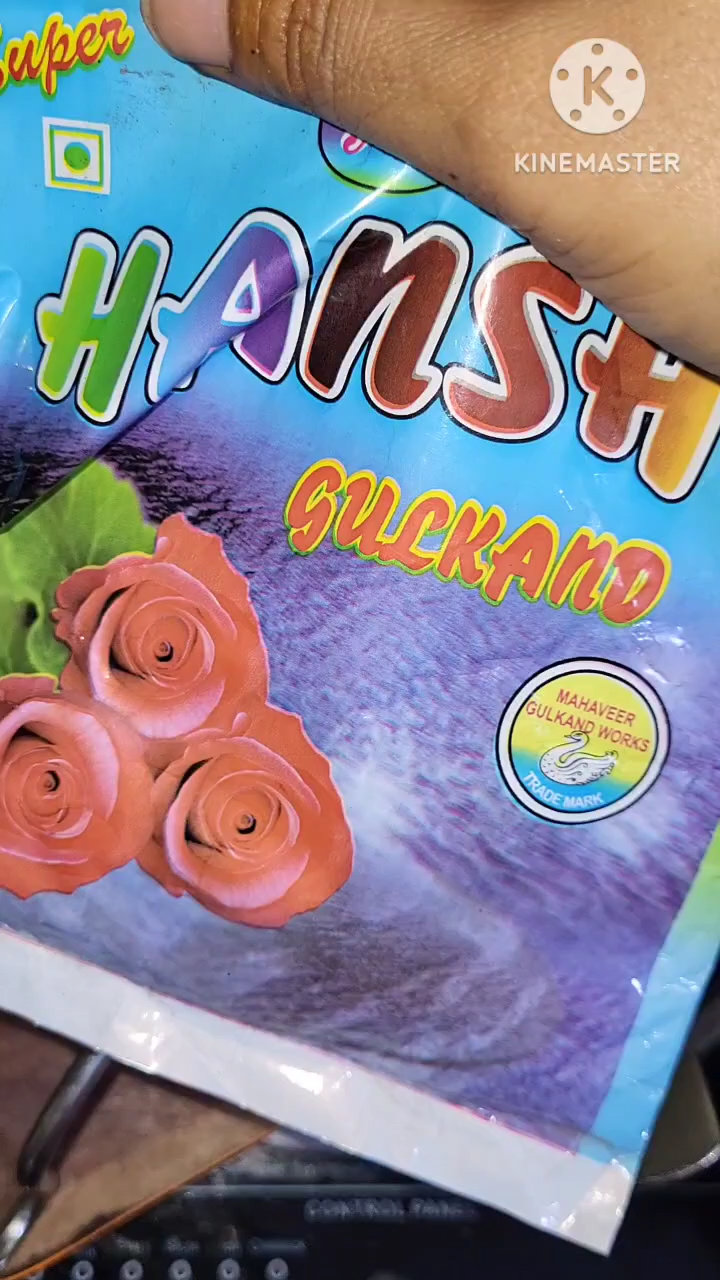 Super
KINEMASTER
HANSH
GULKAND
MAHAVEER
GULKAND WORKS
TRADE MARK
CONTROL PANEL